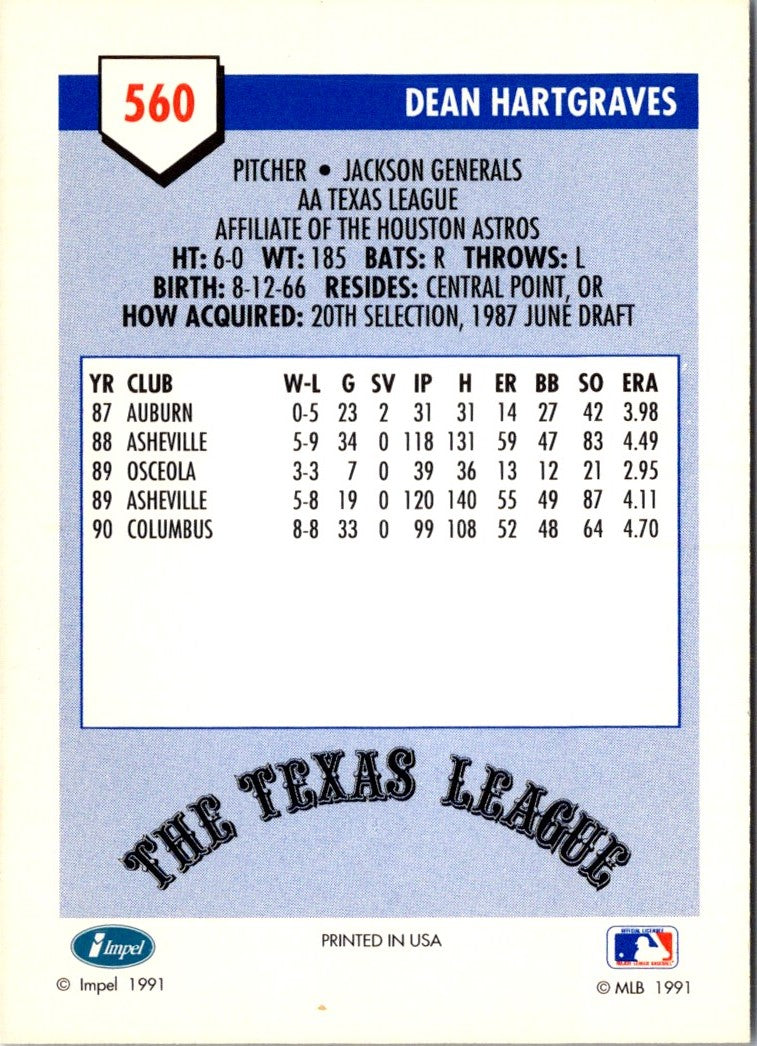 560
DEAN HARTGRAVES
PITCHER • JACKSON GENERALS
AA TEXAS LEAGUE
AFFILIATE OF THE HOUSTON ASTROS
HT: 6-0 WT: 185 BATS: R THROWS: L
BIRTH: 8-12-66 RESIDES: CENTRAL POINT, OR
HOW ACQUIRED: 20TH SELECTION, 1987 JUNE DRAFT
YR CLUB W-L G SV IP H ER BB SO ERA
87 AUBURN 0-5 23 2 31 31 14 27 42 3.98
88 ASHEVILLE 5-9 34 0 118 131 59 47 83 4.49
89 OSCEOLA 3-3 7 0 39 36 13 12 21 2.95
89 ASHEVILLE 5-8 19 0 120 140 55 49 87 4.11
90 COLUMBUS 8-8 33 0 99 108 52 48 64 4.70
THE TEXAS LEAGUE
Impel
PRINTED IN USA
OFFICIAL LICENSEE
MAJOR LEAGUE BASEBALL
© Impel 1991
© MLB 1991